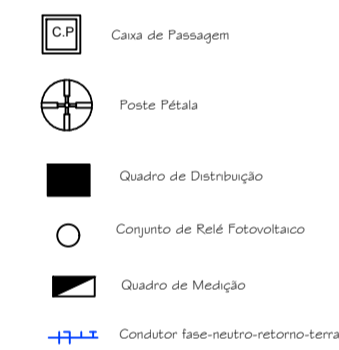 C.P Caixa de Passagem
Poste Pétala
Quadro de Distribuição
Conjunto de Relé Fotovoltaico
Quadro de Medição
Condutor fase-neutro-retorno-terra